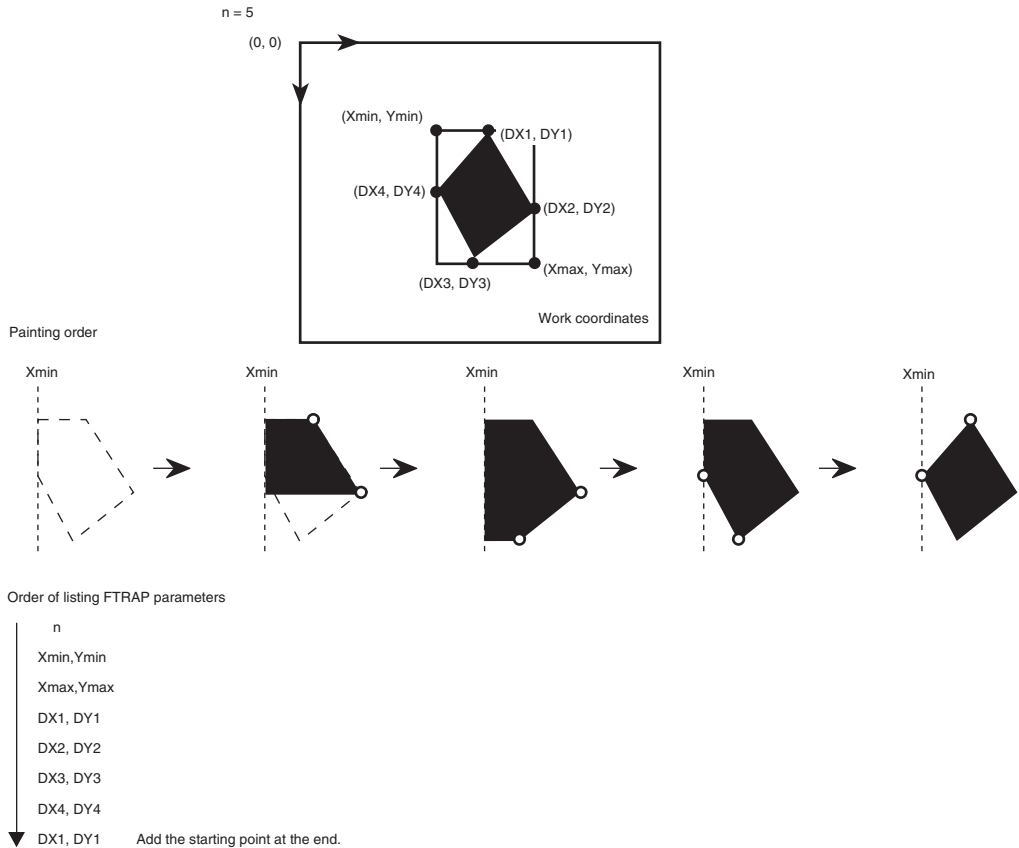 n = 5
(0, 0)
(Xmin, Ymin)
(DX1, DY1)
(DX4, DY4)
(DX2, DY2)
(Xmax, Ymax)
(DX3, DY3)
Work coordinates
Painting order
Xmin
Xmin
Xmin
Xmin
Xmin
Order of listing FTRAP parameters
n
Xmin,Ymin
Xmax,Ymax
DX1, DY1
DX2, DY2
DX3, DY3
DX4, DY4
DX1, DY1 Add the starting point at the end.